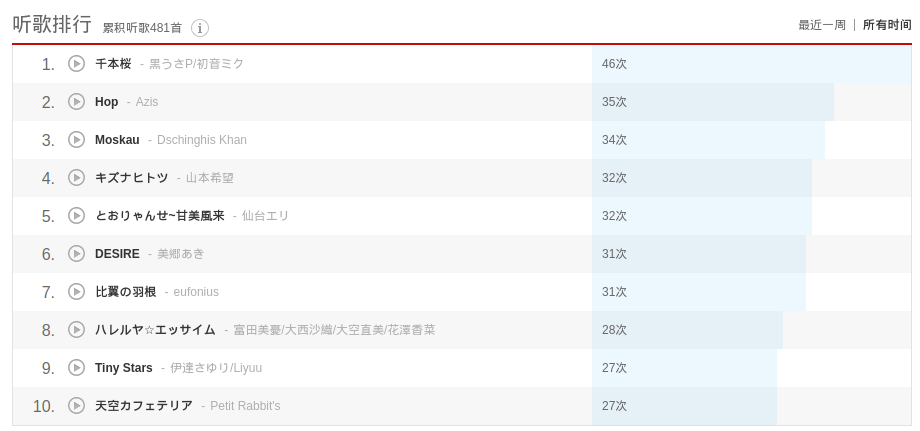 听歌排行 累积听歌481首 i 最近一周 | 所有时间
1. 千本桜 - 黒うさP/初音ミク 46次
2. Hop - Azis 35次
3. Moskau - Dschinghis Khan 34次
4. キズナヒトツ - 山本希望 32次
5. とおりゃんせ~甘美風来 - 仙台エリ 32次
6. DESIRE - 美郷あき 31次
7. 比翼の羽根 - eufonius 31次
8. ハレルヤ☆エッサイム - 富田美憂/大西沙織/大空直美/花澤香菜 28次
9. Tiny Stars - 伊達さゆり/Liyuu 27次
10. 天空カフェテリア - Petit Rabbit's 27次